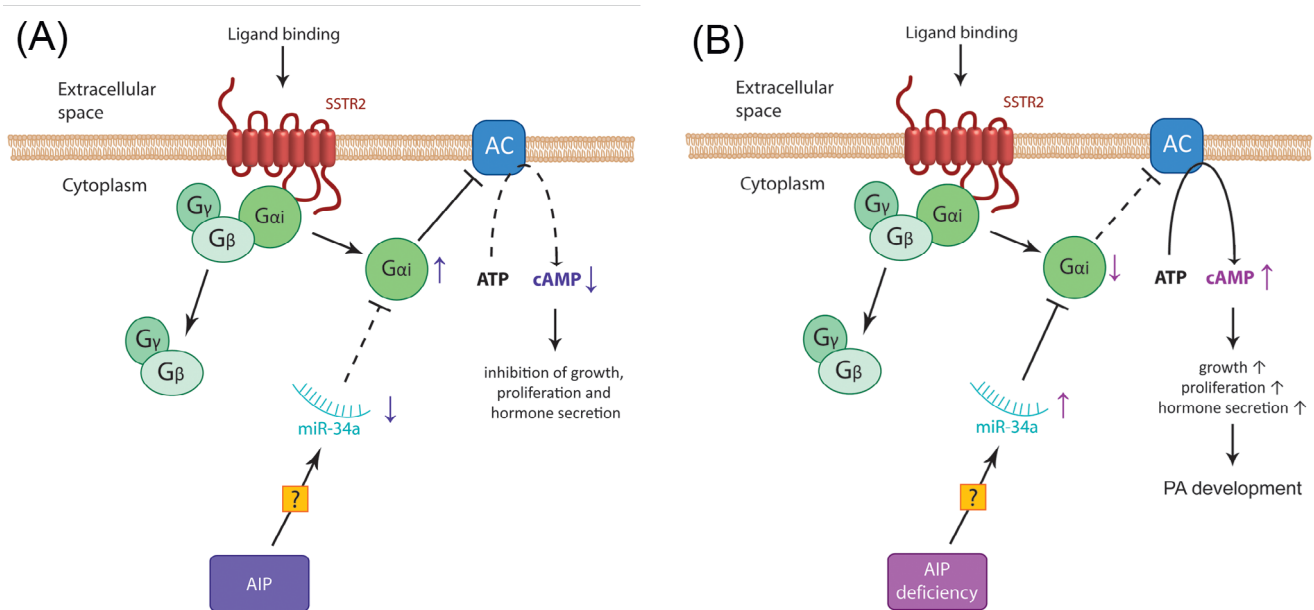 (A)
Ligand binding
Extracellular
space
SSTR2
AC
Cytoplasm
Gγ
Gβ
Gαi
Gαi ↑
ATP
cAMP ↓
Gγ
Gβ
inhibition of growth,
proliferation and
hormone secretion
miR-34a ↓
?
AIP
(B)
Ligand binding
Extracellular
space
SSTR2
AC
Cytoplasm
Gγ
Gβ
Gαi
Gαi ↓
ATP
cAMP ↑
Gγ
Gβ
growth ↑
proliferation ↑
hormone secretion ↑
miR-34a ↑
PA development
?
AIP
deficiency